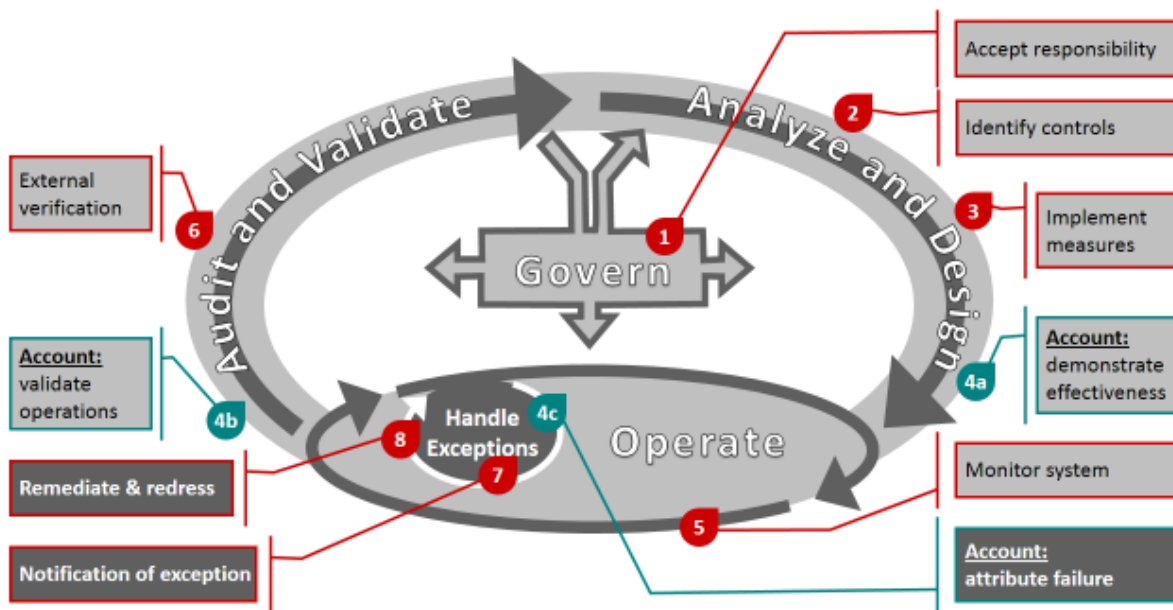 Accept responsibility
Audit and Validate
Analyze and Design
2
Identify controls
External
verification
6
1
3
Implement
measures
Govern
Account:
validate
operations
4b
4a
Account:
demonstrate
effectiveness
Handle
Exceptions
4c
Operate
8
7
Monitor system
Remediate & redress
5
Notification of exception
Account:
attribute failure